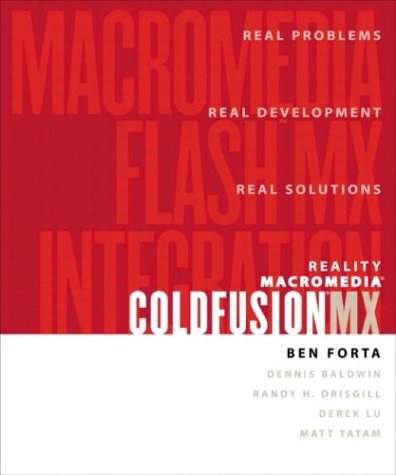 MACROMEDIA
FLASH MX
INTEGRATION
REAL PROBLEMS
REAL DEVELOPMENT
REAL SOLUTIONS
REALITY
MACROMEDIA®
COLDFUSION MX
BEN FORTA
DENNIS BALDWIN
RANDY H. DRISGILL
DEREK LU
MATT TATAM